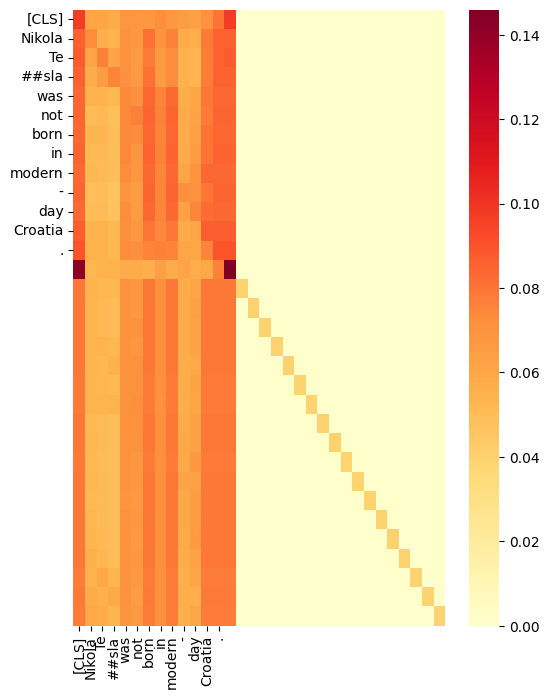 [CLS]
Nikola
Te
##sla
was
not
born
in
modern
-
day
Croatia
.
0.14
0.12
0.10
0.08
0.06
0.04
0.02
0.00
[CLS]
Nikola
Te
##sla
was
not
born
in
modern
-
day
Croatia
.